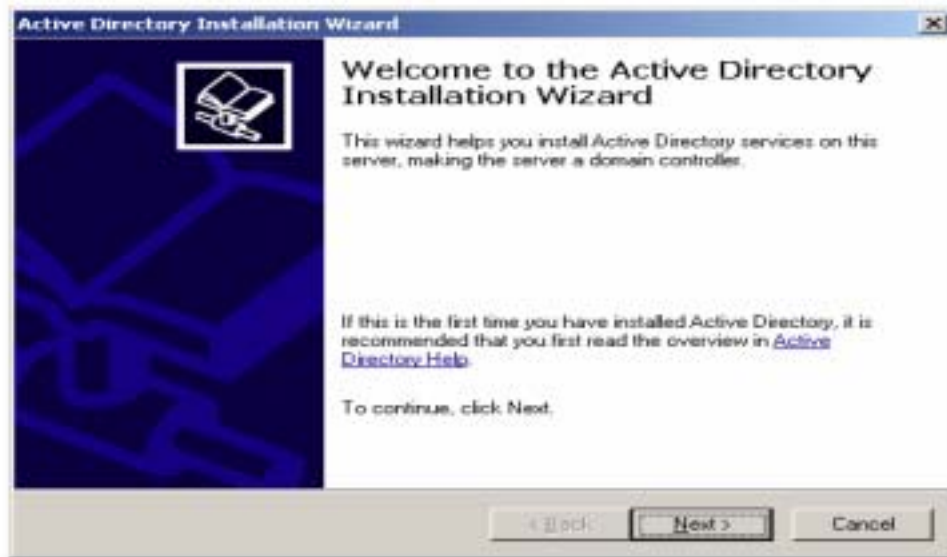 Active Directory Installation Wizard
Welcome to the Active Directory
Installation Wizard
This wizard helps you install Active Directory services on this
server, making the server a domain controller.
If this is the first time you have installed Active Directory, it is
recommended that you first read the overview in Active
Directory Help.
To continue, click Next.
< Back
Next >
Cancel